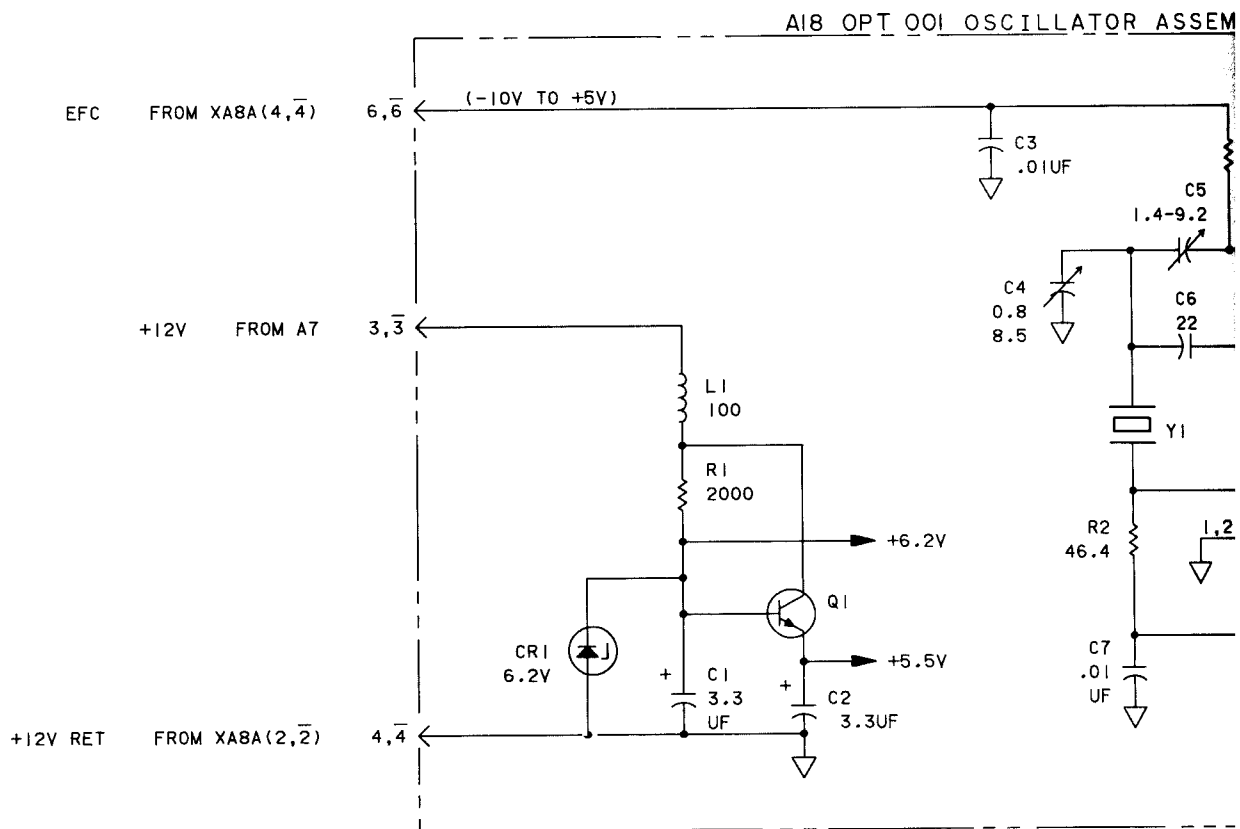 A18 OPT 001 OSCILLATOR ASSEM
EFC FROM XA8A(4,4̅) 6,6̅ (-10V TO +5V)
C3
.01UF
C5
1.4-9.2
C4
0.8
8.5
C6
22
+12V FROM A7 3,3̅
L1
100
Y1
R1
2000
R2
46.4
1,2
+6.2V
Q1
CR1
6.2V
+5.5V
+ C1
3.3
UF
+ C2
3.3UF
C7
.01
UF
+12V RET FROM XA8A(2,2̅) 4,4̅